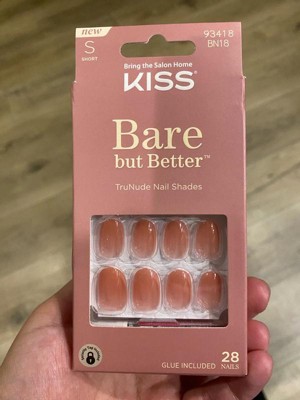 new
S
SHORT
Bring the Salon Home
KISS
93418
BN18
Bare
but Better™
TruNude Nail Shades
GLUE INCLUDED
28
NAILS